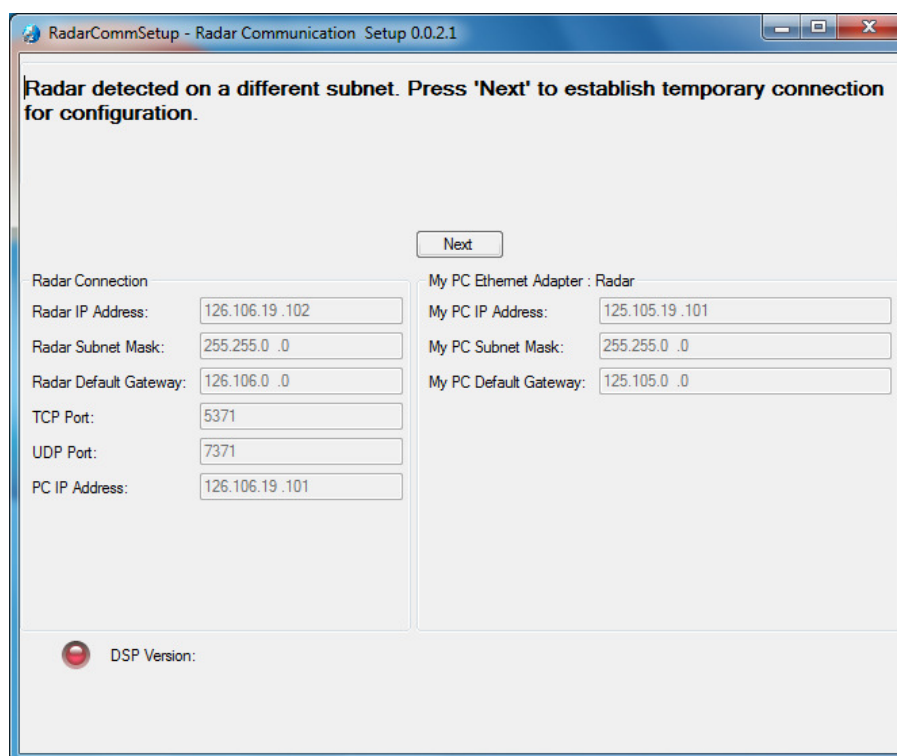 RadarCommSetup - Radar Communication  Setup 0.0.2.1
Radar detected on a different subnet. Press 'Next' to establish temporary connection
for configuration.
Next
Radar Connection
Radar IP Address: 126.106.19 .102
Radar Subnet Mask: 255.255.0  .0
Radar Default Gateway: 126.106.0  .0
TCP Port: 5371
UDP Port: 7371
PC IP Address: 126.106.19 .101
My PC Ethernet Adapter : Radar
My PC IP Address: 125.105.19 .101
My PC Subnet Mask: 255.255.0  .0
My PC Default Gateway: 125.105.0  .0
DSP Version: